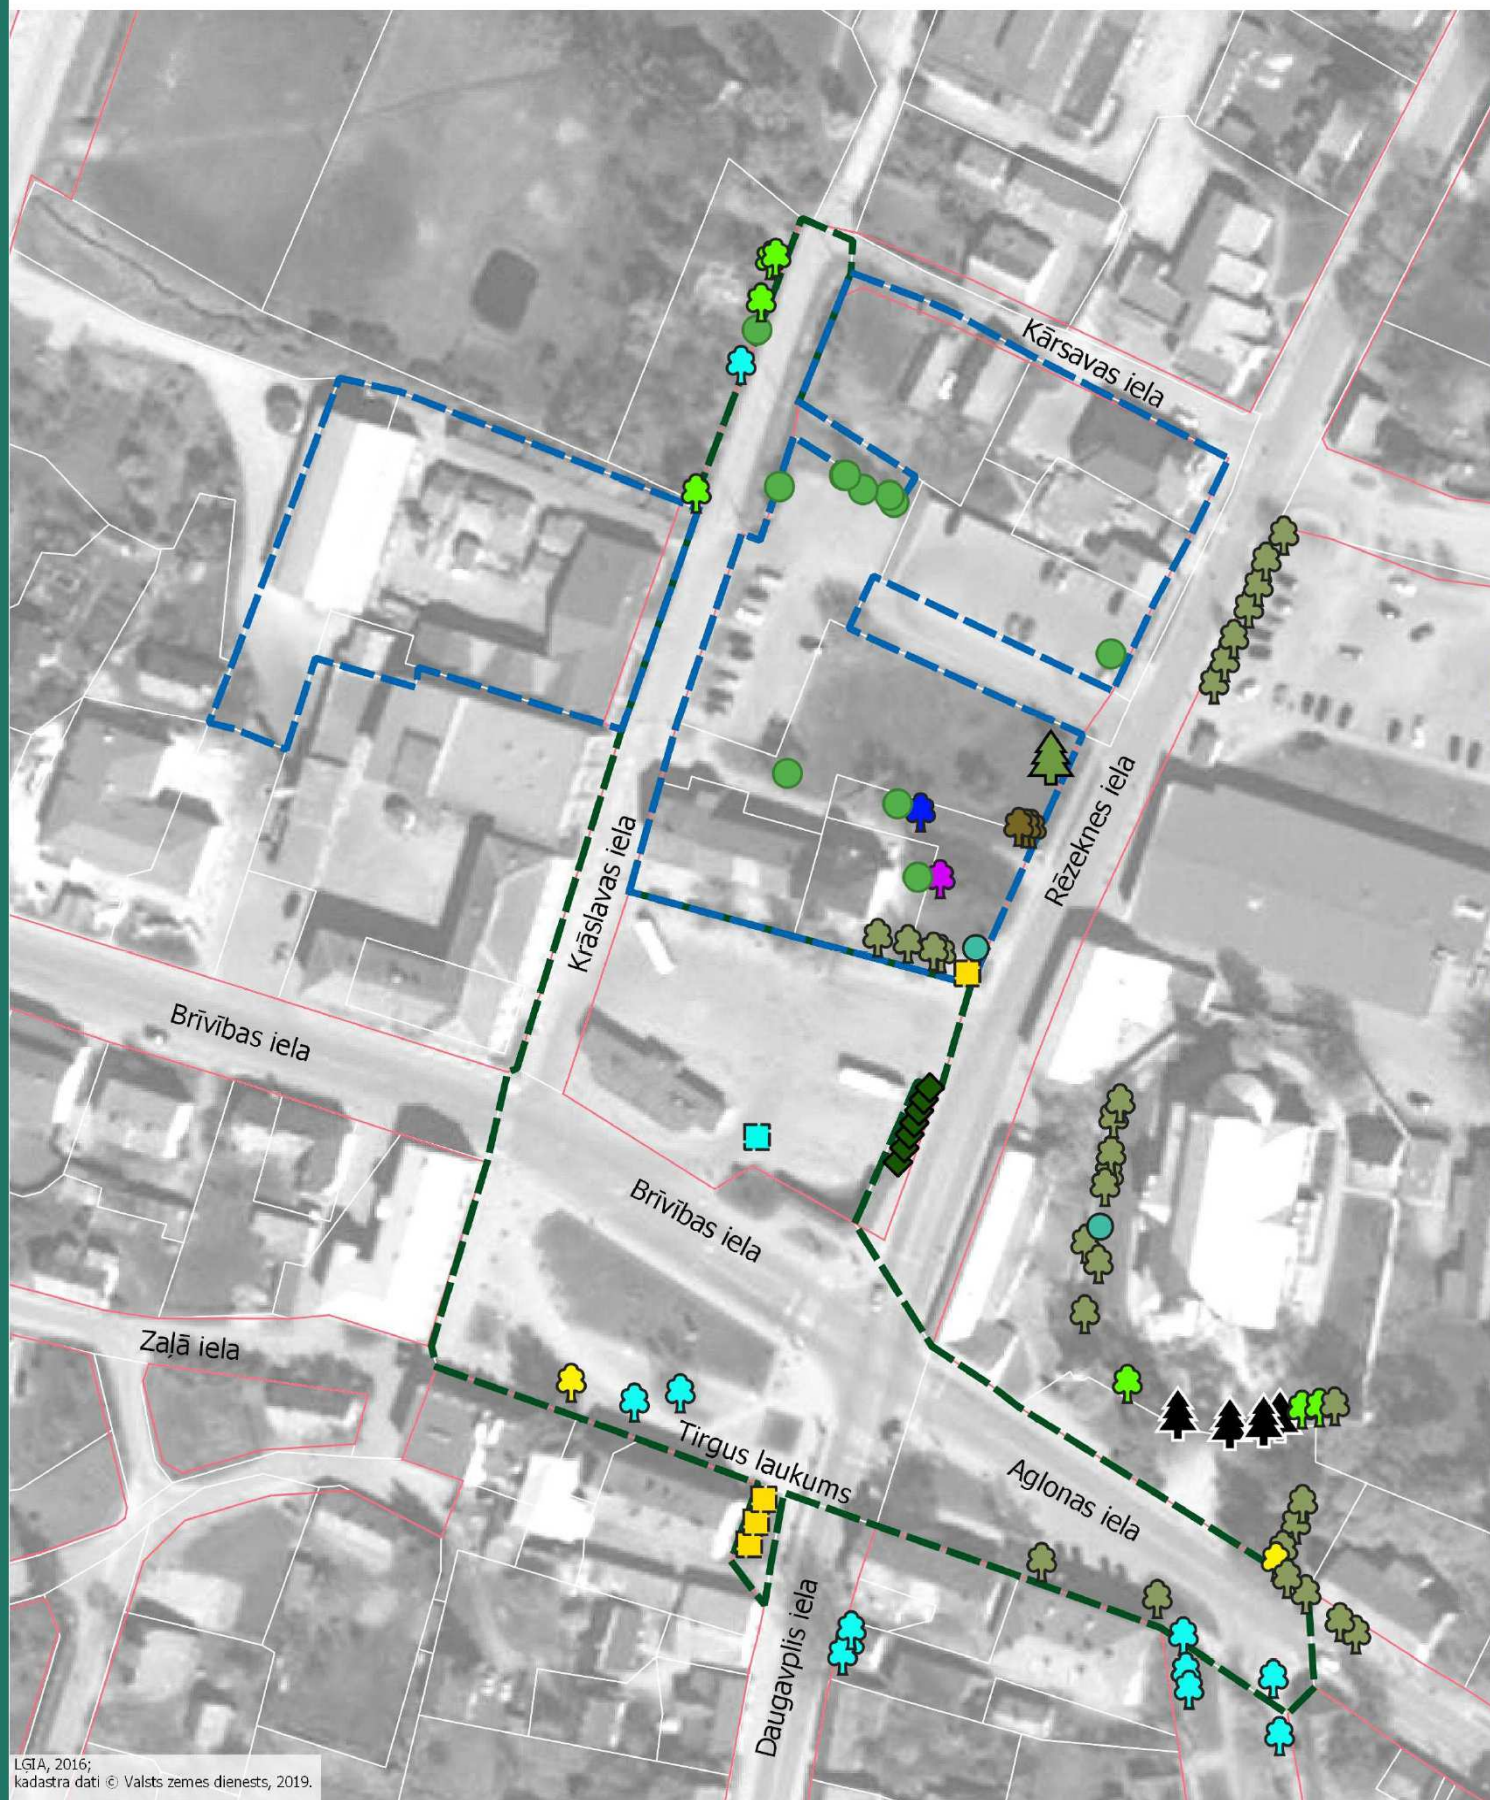 Kārsavas iela
Rēzeknes iela
Krāslavas iela
Brīvības iela
Brīvības iela
Zaļā iela
Tirgus laukums
Aglonas iela
Daugavplis iela
LĢIA, 2016;
kadastra dati © Valsts zemes dienests, 2019.